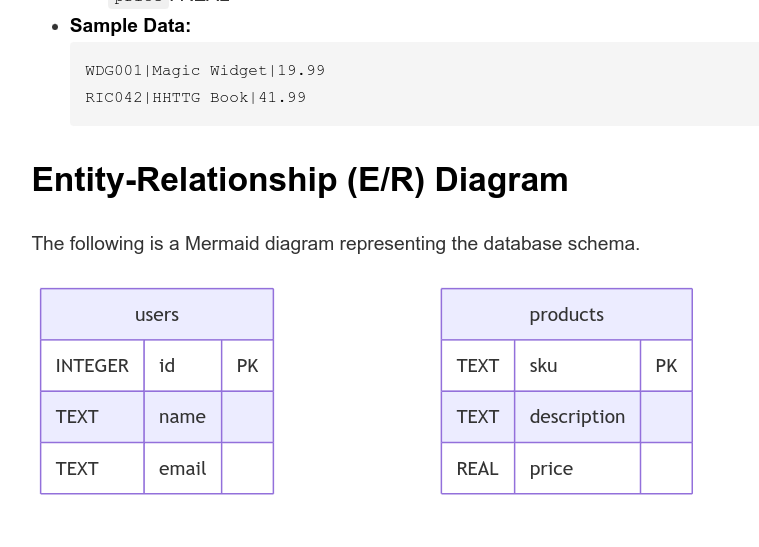 Sample Data:
WDG001|Magic Widget|19.99
RIC042|HHTTG Book|41.99
Entity-Relationship (E/R) Diagram
The following is a Mermaid diagram representing the database schema.
users
INTEGER id PK
TEXT name
TEXT email
products
TEXT sku PK
TEXT description
REAL price